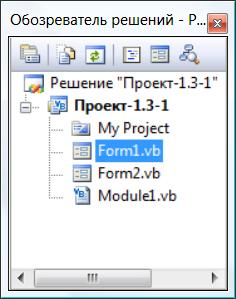 Обозреватель решений - P...
Решение "Проект-1.3-1"
Проект-1.3-1
My Project
Form1.vb
Form2.vb
Module1.vb